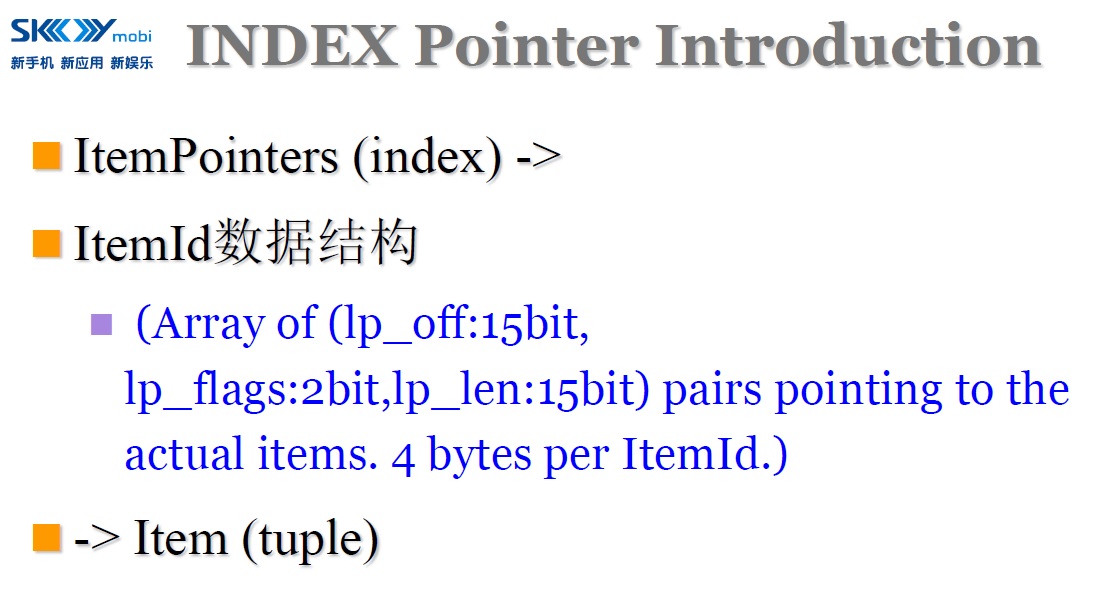 SKYmobi
新手机 新应用 新娱乐
INDEX Pointer Introduction
ItemPointers (index) ->
ItemId数据结构
(Array of (lp_off:15bit,
lp_flags:2bit,lp_len:15bit) pairs pointing to the
actual items. 4 bytes per ItemId.)
-> Item (tuple)